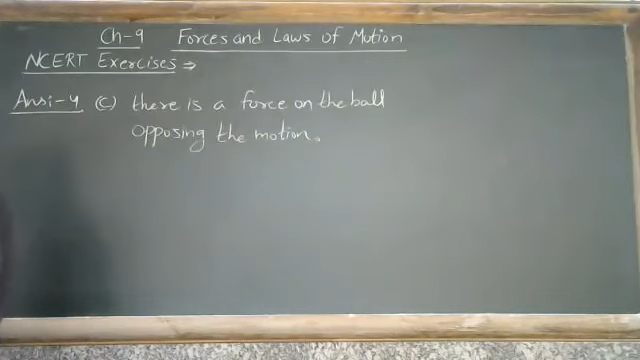 Ch-9 Forces and Laws of Motion
NCERT Exercises ⇒
Ans:-4 (C) there is a force on the ball
opposing the motion.